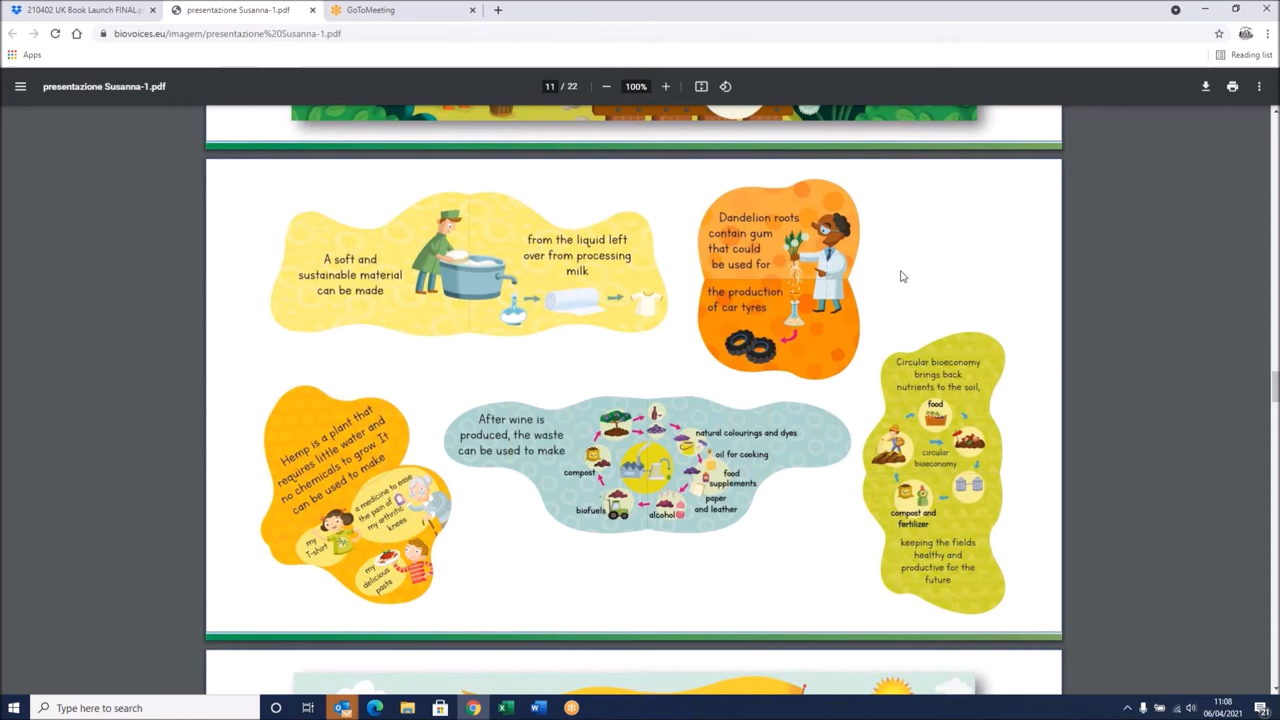 210402 UK Book Launch FINAL.p
presentazione Susanna-1.pdf
GoToMeeting
biovoices.eu/imagem/presentazione%20Susanna-1.pdf
Apps
Reading list
presentazione Susanna-1.pdf
11 / 22
100%
A soft and
sustainable material
can be made
from the liquid left
over from processing
milk
Dandelion roots
contain gum
that could
be used for
the production
of car tyres
Hemp is a plant that
requires little water and
no chemicals to grow It
can be used to make
my
T-shirt
a medicine to ease
the pain of
my arthritic
knees
my
delicious
pasta
After wine is
produced, the waste
can be used to make
natural colourings and dyes
oil for cooking
food
supplements
paper
and leather
alcohol
biofuels
compost
Circular bioeconomy
brings back
nutrients to the soil,
food
circular
bioeconomy
compost and
fertilizer
keeping the fields
healthy and
productive for the
future
Type here to search
11:08
06/04/2021
21